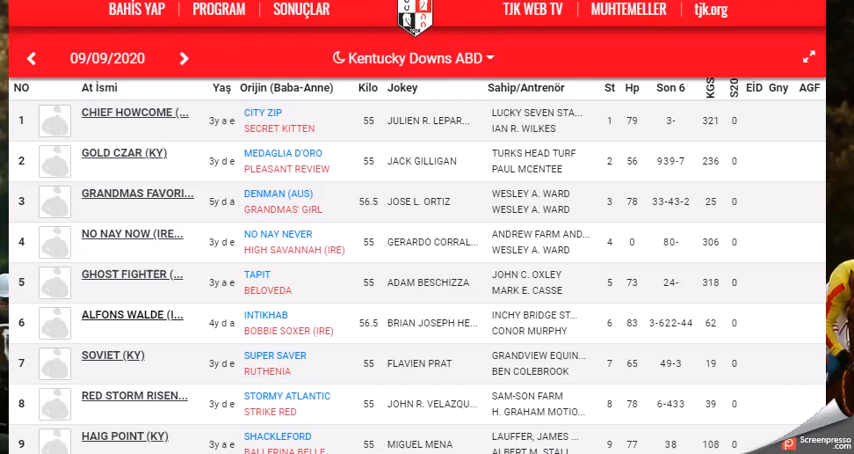 BAHİS YAP | PROGRAM | SONUÇLAR TJK WEB TV | MUHTEMELLER | tjk.org
09/09/2020 Kentucky Downs ABD
NO At İsmi Yaş Orijin (Baba-Anne) Kilo Jokey Sahip/Antrenör St Hp Son 6 KGS S20 EİD Gny AGF
1 CHIEF HOWCOME (... 3y a e CITY ZIP 55 JULIEN R. LEPAR... LUCKY SEVEN STA... 1 79 3- 321 0
SECRET KITTEN IAN R. WILKES
2 GOLD CZAR (KY) 3y d e MEDAGLIA D'ORO 55 JACK GILLIGAN TURKS HEAD TURF 2 56 939-7 236 0
PLEASANT REVIEW PAUL MCENTEE
3 GRANDMAS FAVORI... 5y d a DENMAN (AUS) 56.5 JOSE L. ORTIZ WESLEY A. WARD 3 78 33-43-2 25 0
GRANDMAS' GIRL WESLEY A. WARD
4 NO NAY NOW (IRE... 3y d e NO NAY NEVER 55 GERARDO CORRAL... ANDREW FARM AND... 4 0 80- 306 0
HIGH SAVANNAH (IRE) WESLEY A. WARD
5 GHOST FIGHTER (... 3y a e TAPIT 55 ADAM BESCHIZZA JOHN C. OXLEY 5 73 24- 318 0
BELOVEDA MARK E. CASSE
6 ALFONS WALDE (I... 4y d a INTIKHAB 56.5 BRIAN JOSEPH HE... INCHY BRIDGE ST... 6 83 3-622-44 62 0
BOBBIE SOXER (IRE) CONOR MURPHY
7 SOVIET (KY) 3y d e SUPER SAVER 55 FLAVIEN PRAT GRANDVIEW EQUIN... 7 65 49-3 19 0
RUTHENIA BEN COLEBROOK
8 RED STORM RISEN... 3y d e STORMY ATLANTIC 55 JOHN R. VELAZQU... SAM-SON FARM 8 78 6-433 39 0
STRIKE RED H. GRAHAM MOTIO...
9 HAIG POINT (KY) 3y a e SHACKLEFORD 55 MIGUEL MENA LAUFFER, JAMES ... 9 77 38 108 0
BALLERINA BELLE ALBERT M. STALL
Screenpresso
.com